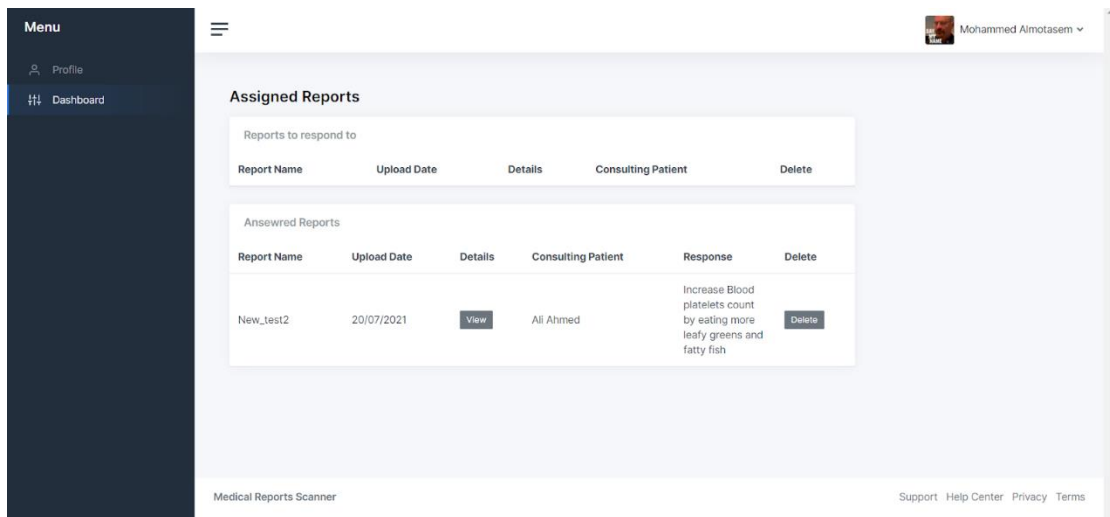 Menu
Mohammed Almotasem
Profile
Dashboard
Assigned Reports
Reports to respond to
Report Name Upload Date Details Consulting Patient Delete
Ansewred Reports
Report Name Upload Date Details Consulting Patient Response Delete
New_test2 20/07/2021 View Ali Ahmed
Increase Blood
platelets count
by eating more
leafy greens and
fatty fish
Delete
Medical Reports Scanner
Support Help Center Privacy Terms